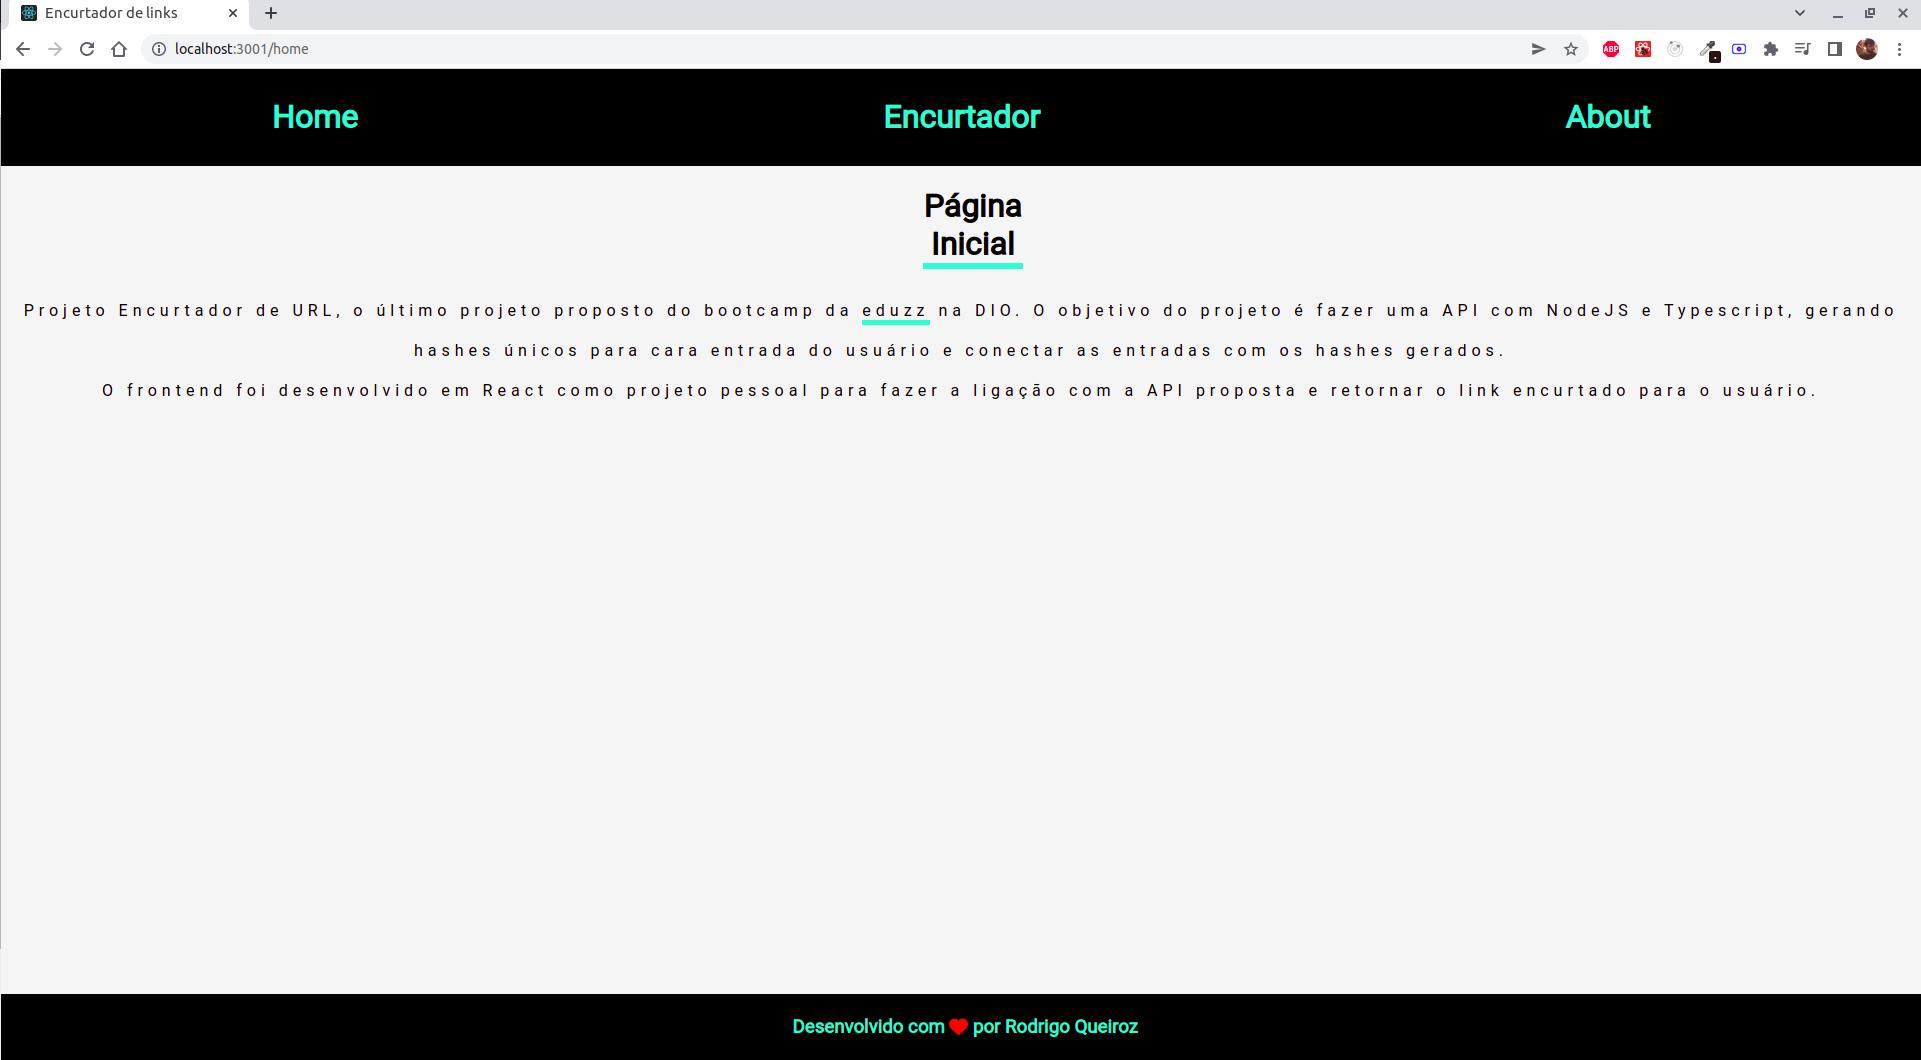 Encurtador de links
localhost:3001/home
ABP
Home Encurtador About
Página
Inicial
Projeto Encurtador de URL, o último projeto proposto do bootcamp da eduzz na DIO. O objetivo do projeto é fazer uma API com NodeJS e Typescript, gerando
hashes únicos para cara entrada do usuário e conectar as entradas com os hashes gerados.
O frontend foi desenvolvido em React como projeto pessoal para fazer a ligação com a API proposta e retornar o link encurtado para o usuário.
Desenvolvido com ❤ por Rodrigo Queiroz